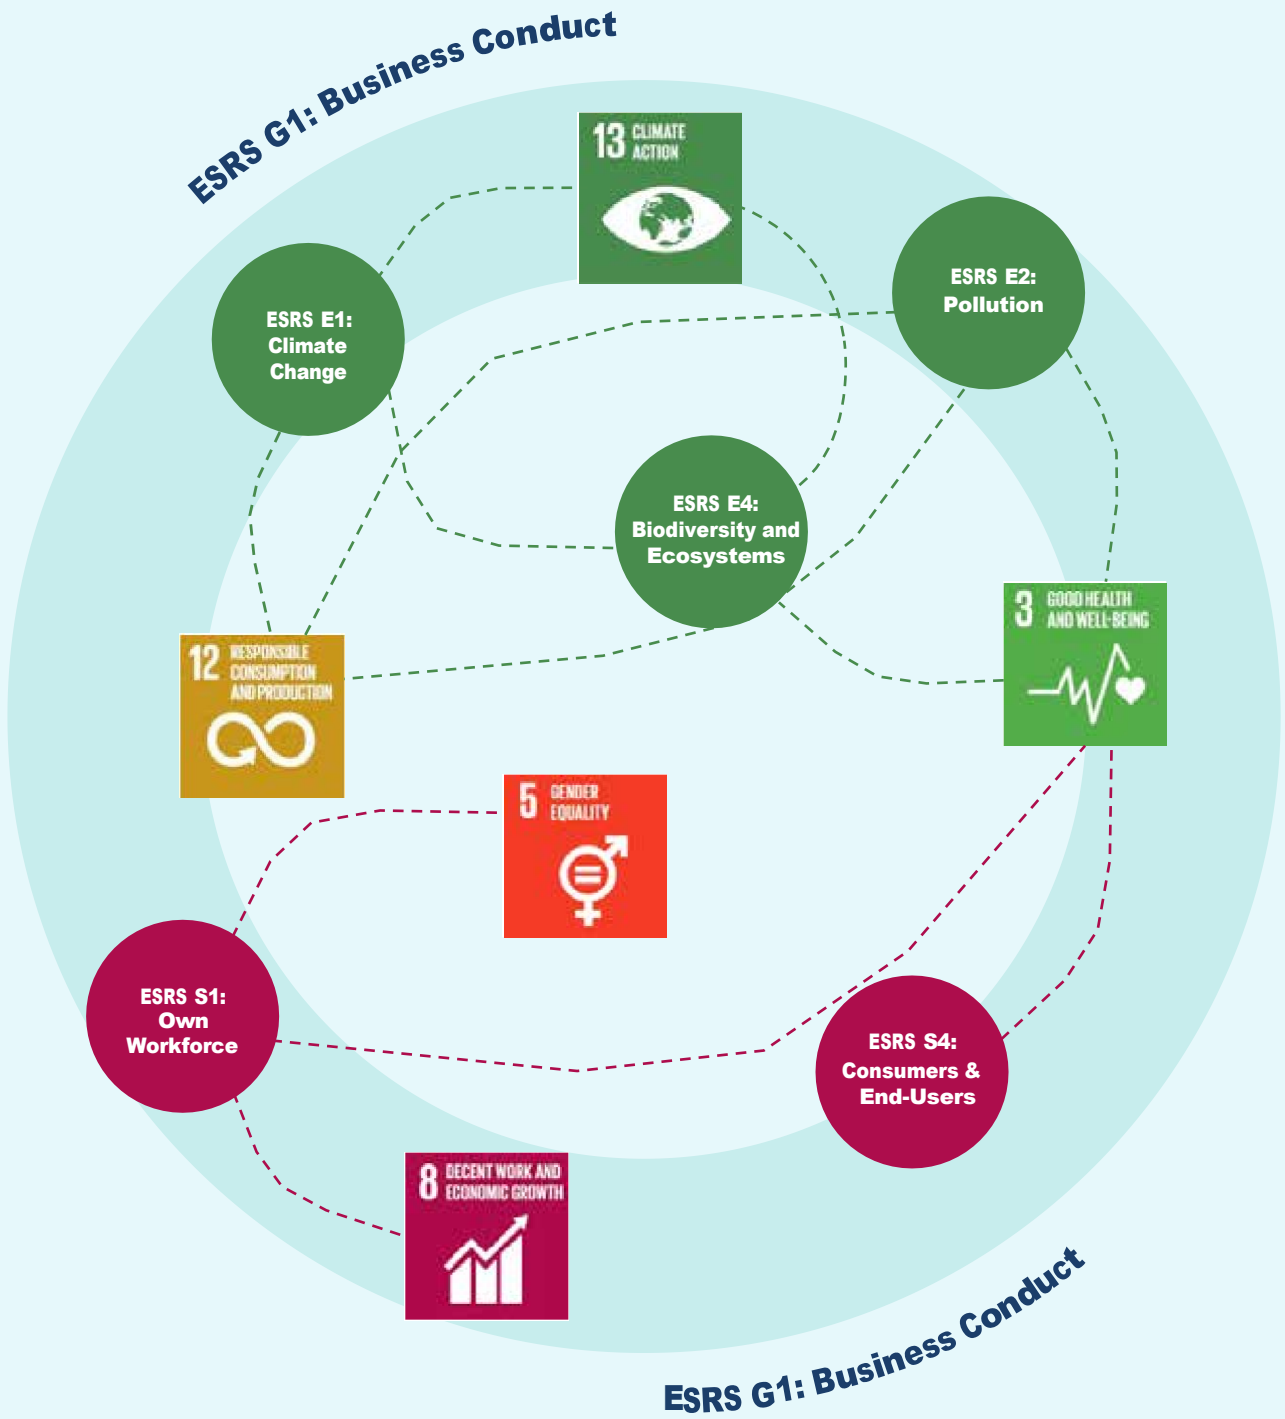 ESRS G1: Business Conduct
13 CLIMATE
ACTION
ESRS E2:
Pollution
ESRS E1:
Climate
Change
ESRS E4:
Biodiversity and
Ecosystems
3 GOOD HEALTH
AND WELL-BEING
12 RESPONSIBLE
CONSUMPTION
AND PRODUCTION
5 GENDER
EQUALITY
ESRS S1:
Own
Workforce
ESRS S4:
Consumers &
End-Users
8 DECENT WORK AND
ECONOMIC GROWTH
ESRS G1: Business Conduct